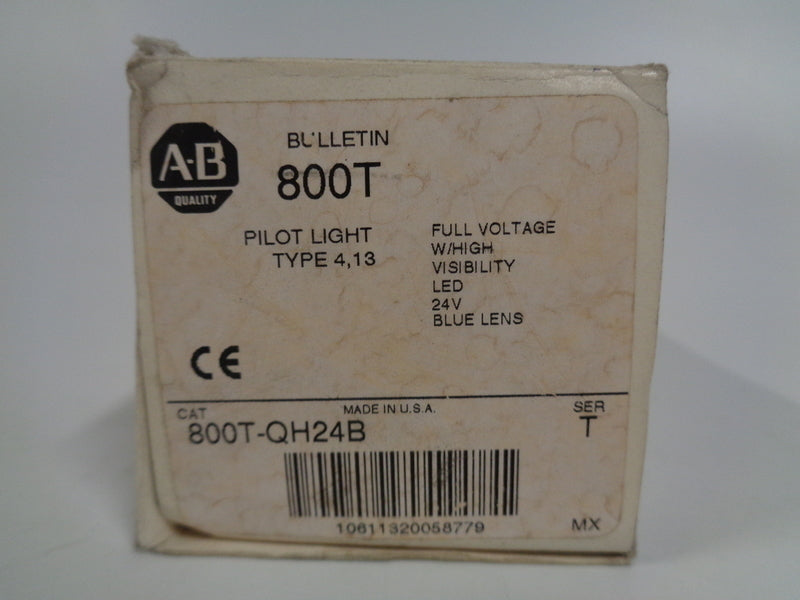 A-B
QUALITY
BULLETIN
800T
PILOT LIGHT
TYPE 4,13
FULL VOLTAGE
W/HIGH
VISIBILITY
LED
24V
BLUE LENS
CE
CAT
MADE IN U.S.A.
SER
800T-QH24B
T
10611320058779
MX